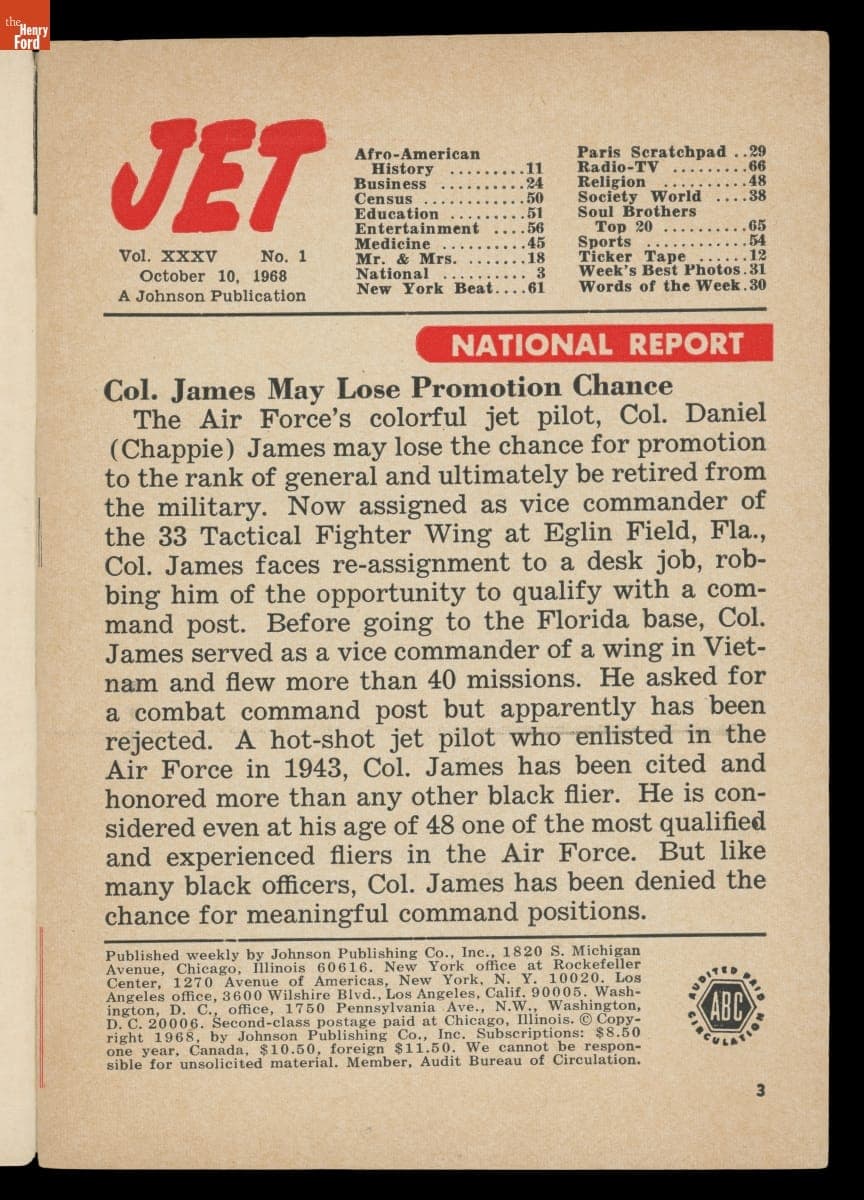 the
Henry
Ford
JET
Vol. XXXV No. 1
October 10, 1968
A Johnson Publication
Afro-American
History .........11
Business ..........24
Census ............50
Education .........51
Entertainment ....56
Medicine ..........45
Mr. & Mrs. .......18
National .......... 3
New York Beat....61
Paris Scratchpad ..29
Radio-TV .........66
Religion ..........48
Society World ....38
Soul Brothers
Top 20 ..........65
Sports ............54
Ticker Tape ......12
Week's Best Photos.31
Words of the Week.30
NATIONAL REPORT
Col. James May Lose Promotion Chance
The Air Force's colorful jet pilot, Col. Daniel
(Chappie) James may lose the chance for promotion
to the rank of general and ultimately be retired from
the military. Now assigned as vice commander of
the 33 Tactical Fighter Wing at Eglin Field, Fla.,
Col. James faces re-assignment to a desk job, rob-
bing him of the opportunity to qualify with a com-
mand post. Before going to the Florida base, Col.
James served as a vice commander of a wing in Viet-
nam and flew more than 40 missions. He asked for
a combat command post but apparently has been
rejected. A hot-shot jet pilot who enlisted in the
Air Force in 1943, Col. James has been cited and
honored more than any other black flier. He is con-
sidered even at his age of 48 one of the most qualified
and experienced fliers in the Air Force. But like
many black officers, Col. James has been denied the
chance for meaningful command positions.
Published weekly by Johnson Publishing Co., Inc., 1820 S. Michigan
Avenue, Chicago, Illinois 60616. New York office at Rockefeller
Center, 1270 Avenue of Americas, New York, N. Y. 10020. Los
Angeles office, 3600 Wilshire Blvd., Los Angeles, Calif. 90005. Wash-
ington, D. C., office, 1750 Pennsylvania Ave., N.W., Washington,
D. C. 20006. Second-class postage paid at Chicago, Illinois. © Copy-
right 1968, by Johnson Publishing Co., Inc. Subscriptions: $8.50
one year, Canada, $10.50, foreign $11.50. We cannot be respon-
sible for unsolicited material. Member, Audit Bureau of Circulation.
AUDITED PAID
ABC
CIRCULATION
3